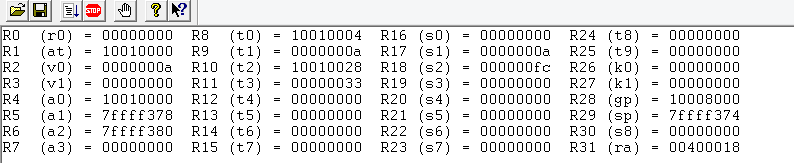 STOP
R0  (r0) = 00000000  R8  (t0) = 10010004  R16 (s0) = 00000000  R24 (t8) = 00000000
R1  (at) = 10010000  R9  (t1) = 0000000a  R17 (s1) = 0000000a  R25 (t9) = 00000000
R2  (v0) = 0000000a  R10 (t2) = 10010028  R18 (s2) = 000000fc  R26 (k0) = 00000000
R3  (v1) = 00000000  R11 (t3) = 00000033  R19 (s3) = 00000000  R27 (k1) = 00000000
R4  (a0) = 10010000  R12 (t4) = 00000000  R20 (s4) = 00000000  R28 (gp) = 10008000
R5  (a1) = 7ffff378  R13 (t5) = 00000000  R21 (s5) = 00000000  R29 (sp) = 7ffff374
R6  (a2) = 7ffff380  R14 (t6) = 00000000  R22 (s6) = 00000000  R30 (s8) = 00000000
R7  (a3) = 00000000  R15 (t7) = 00000000  R23 (s7) = 00000000  R31 (ra) = 00400018